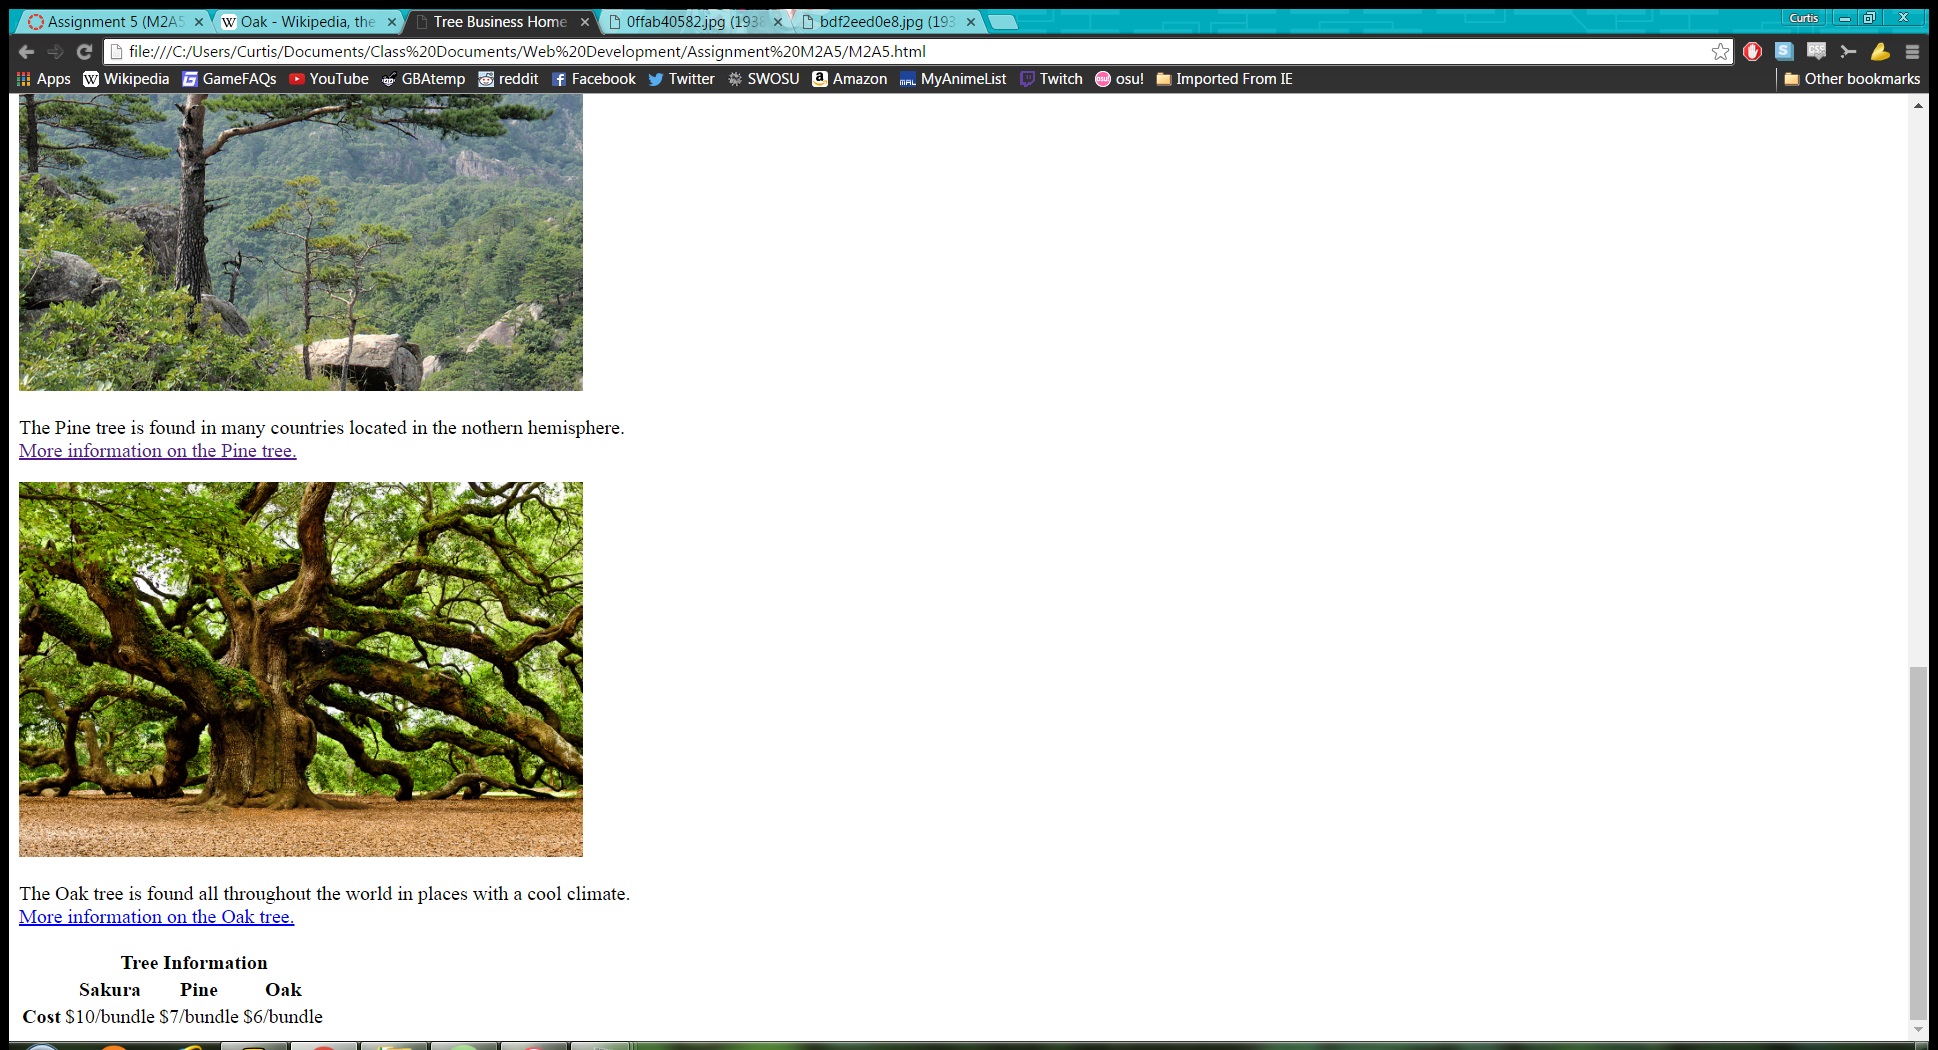 Assignment 5 (M2A5
Oak - Wikipedia, the
Tree Business Home
0ffab40582.jpg (1938
bdf2eed0e8.jpg (193
Curtis
file:///C:/Users/Curtis/Documents/Class%20Documents/Web%20Development/Assignment%20M2A5/M2A5.html
Apps Wikipedia GameFAQs YouTube GBAtemp reddit Facebook Twitter SWOSU Amazon MyAnimeList Twitch osu! Imported From IE Other bookmarks
The Pine tree is found in many countries located in the nothern hemisphere.
More information on the Pine tree.
The Oak tree is found all throughout the world in places with a cool climate.
More information on the Oak tree.
Tree Information
Sakura Pine Oak
Cost $10/bundle $7/bundle $6/bundle